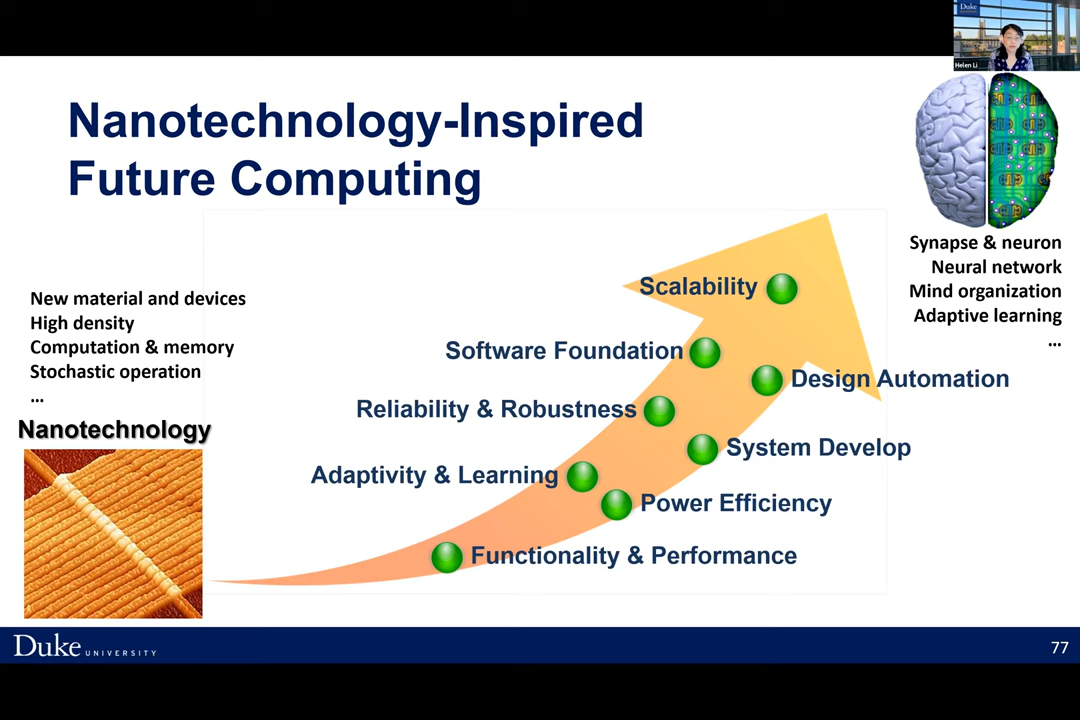 Duke
Helen Li
Nanotechnology-Inspired
Future Computing
Synapse & neuron
Neural network
Mind organization
Adaptive learning
...
New material and devices
High density
Computation & memory
Stochastic operation
...
Nanotechnology
Scalability
Software Foundation
Design Automation
Reliability & Robustness
System Develop
Adaptivity & Learning
Power Efficiency
Functionality & Performance
Duke UNIVERSITY
77